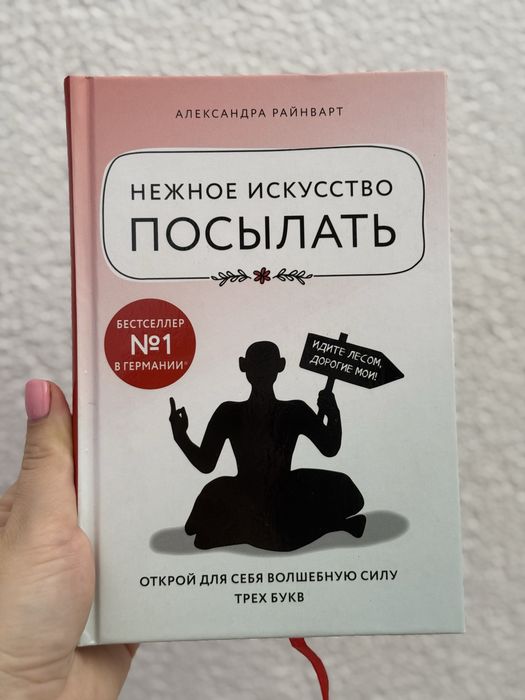 АЛЕКСАНДРА РАЙНВАРТ
НЕЖНОЕ ИСКУССТВО
ПОСЫЛАТЬ
БЕСТСЕЛЛЕР
№1
В ГЕРМАНИИ*
ИДИТЕ ЛЕСОМ,
ДОРОГИЕ МОИ!
ОТКРОЙ ДЛЯ СЕБЯ ВОЛШЕБНУЮ СИЛУ
ТРЕХ БУКВ